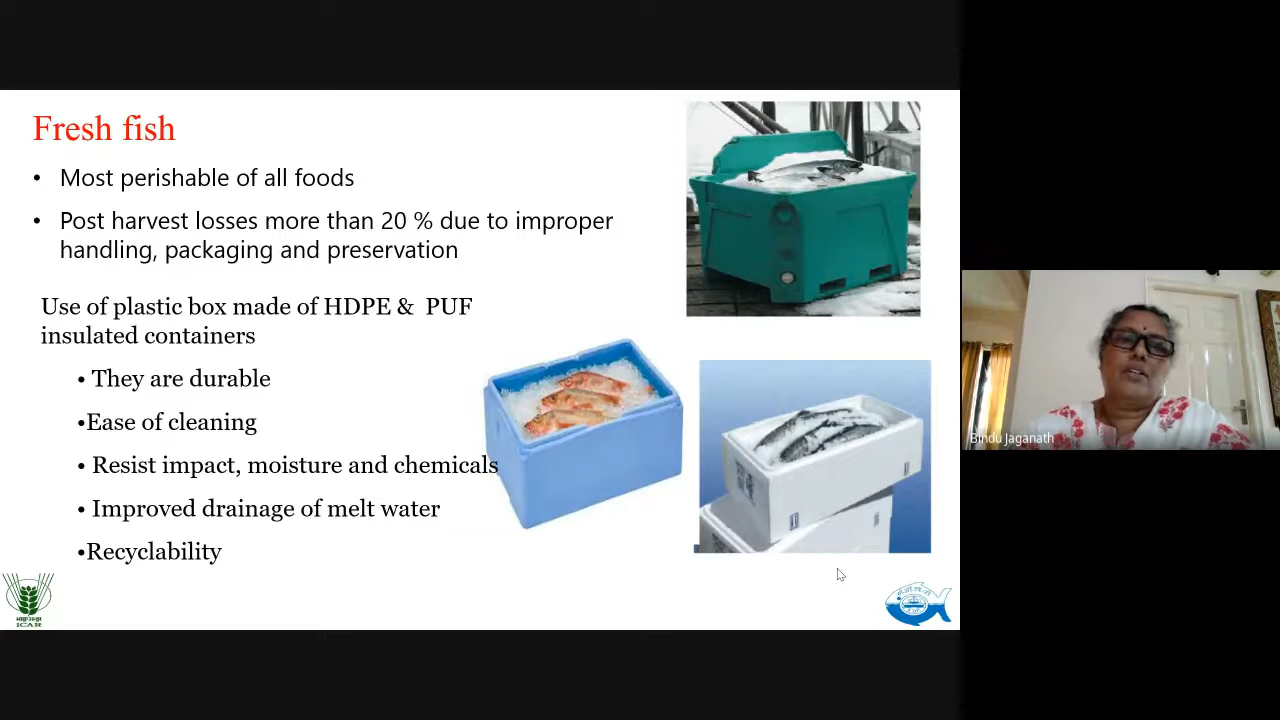 Fresh fish
• Most perishable of all foods
• Post harvest losses more than 20 % due to improper
handling, packaging and preservation
Use of plastic box made of HDPE & PUF
insulated containers
• They are durable
•Ease of cleaning
• Resist impact, moisture and chemicals
• Improved drainage of melt water
•Recyclability
ICAR
Bindu Jaganath